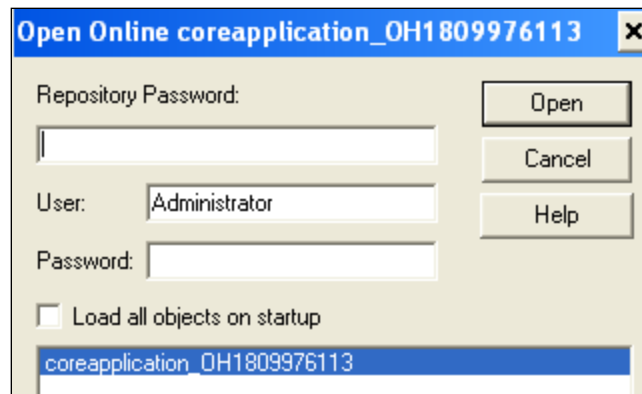 Open Online coreapplication_OH1809976113
Repository Password:
Open
Cancel
User: Administrator
Help
Password:
Load all objects on startup
coreapplication_OH1809976113